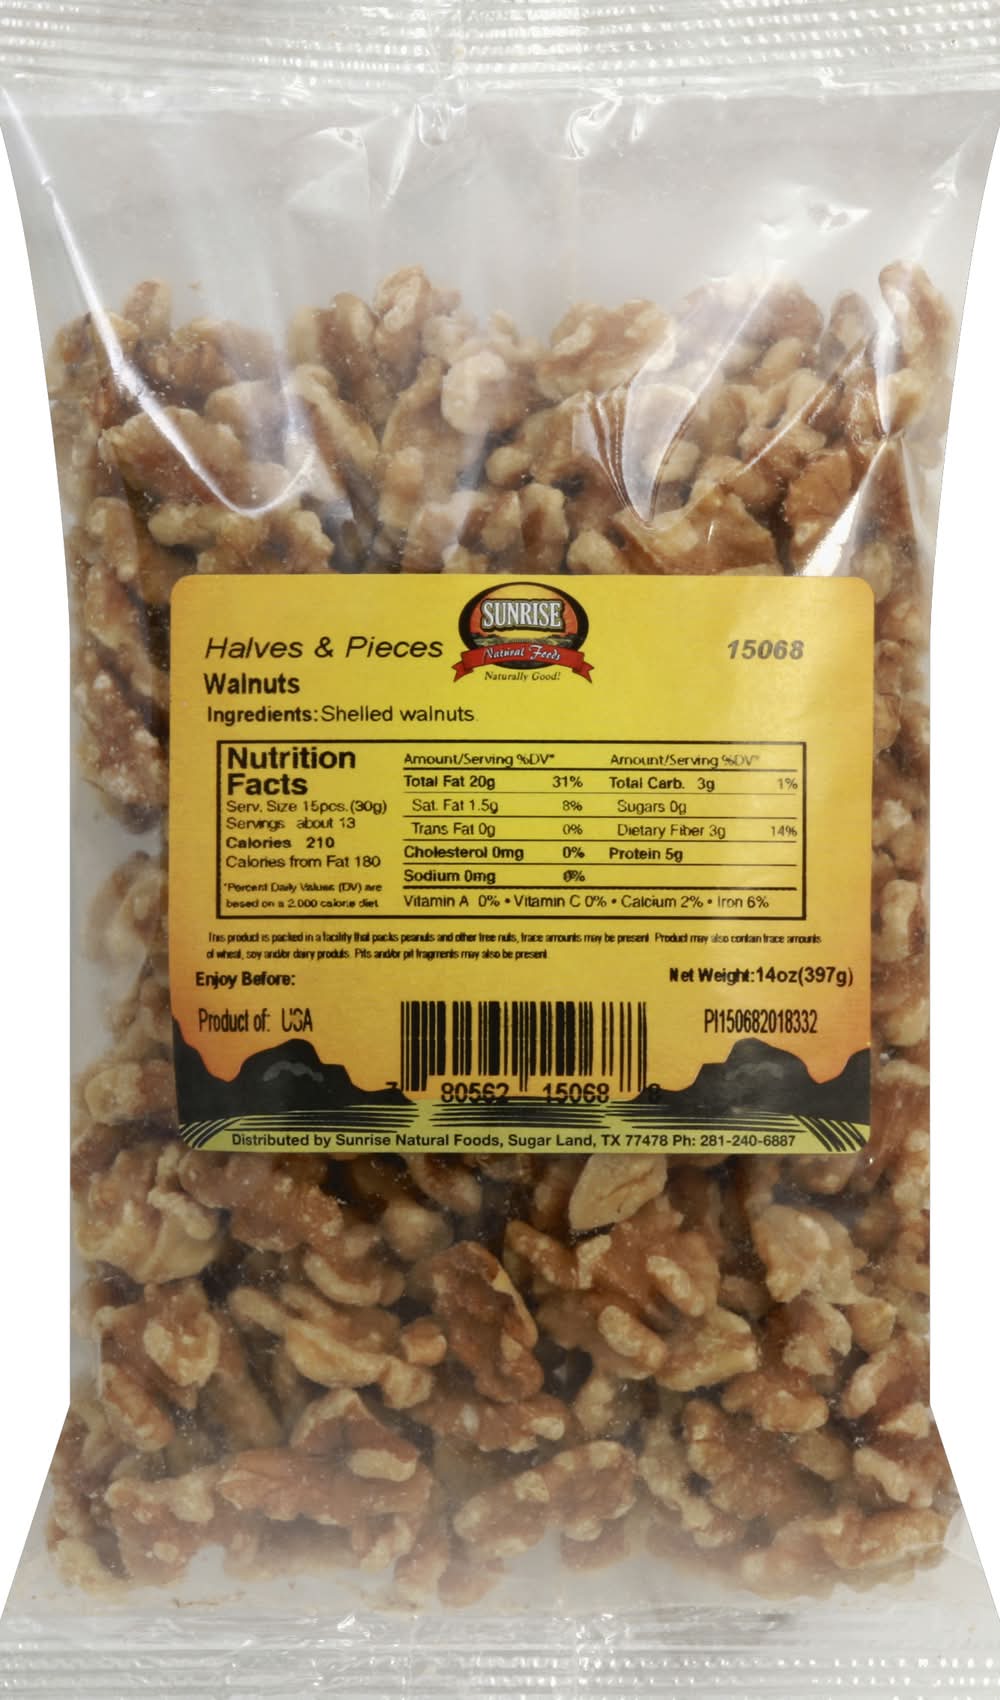 SUNRISE
Natural Foods
Naturally Good!
Halves & Pieces
15068
Walnuts
Ingredients: Shelled walnuts.
Nutrition
Facts
Serv. Size 15pcs. (30g)
Servings about 13
Calories 210
Calories from Fat 180
*Percent Daily Values (DV) are
based on a 2,000 calorie diet
Amount/Serving %DV* Amount/Serving %DV*
Total Fat 20g 31% Total Carb. 3g 1%
Sat. Fat 1.5g 8% Sugars 0g
Trans Fat 0g 0% Dietary Fiber 3g 14%
Cholesterol 0mg 0% Protein 5g
Sodium 0mg 0%
Vitamin A 0% • Vitamin C 0% • Calcium 2% • Iron 6%
This product is packed in a facility that packs peanuts and other tree nuts, trace amounts may be present. Product may also contain trace amounts
of wheat, soy and/or dairy produts. Pits and/or pit fragments may also be present.
Enjoy Before:
Net Weight:14oz(397g)
Product of: USA
PI150682018332
7 80562 15068 8
Distributed by Sunrise Natural Foods, Sugar Land, TX 77478 Ph: 281-240-6887